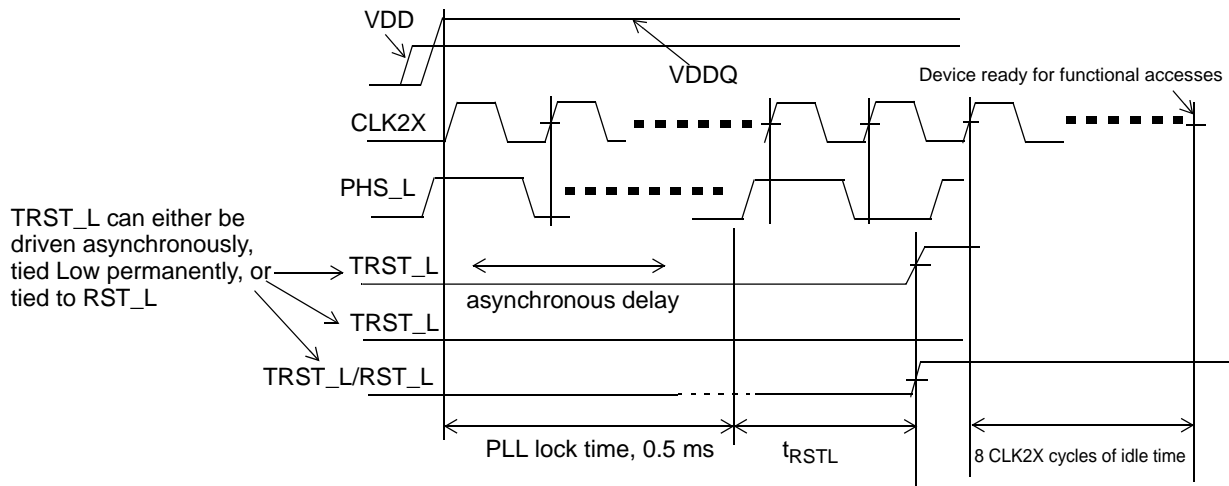 VDD
VDDQ
Device ready for functional accesses
CLK2X
PHS_L
TRST_L can either be
driven asynchronously,
tied Low permanently, or
tied to RST_L
TRST_L
asynchronous delay
TRST_L
TRST_L/RST_L
PLL lock time, 0.5 ms
tRSTL
8 CLK2X cycles of idle time